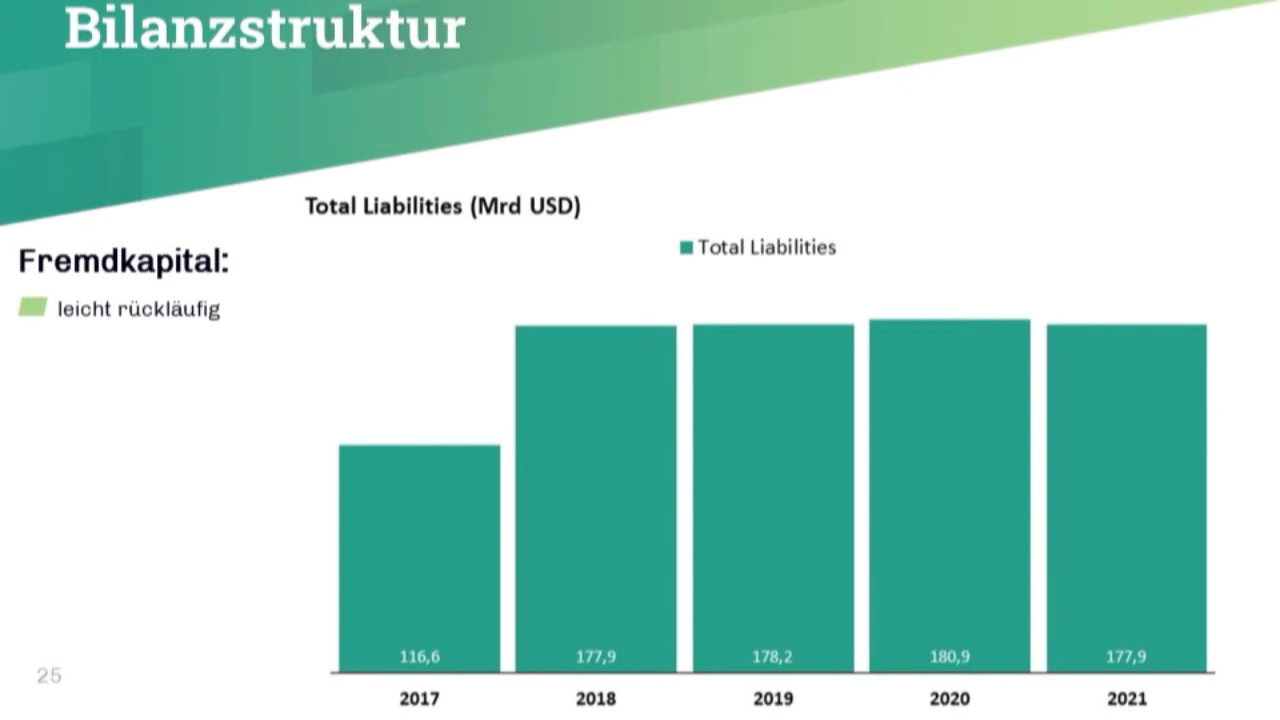 Bilanzstruktur
Total Liabilities (Mrd USD)
Total Liabilities
Fremdkapital:
leicht rückläufig
116,6
177,9
178,2
180,9
177,9
2017
2018
2019
2020
2021
25